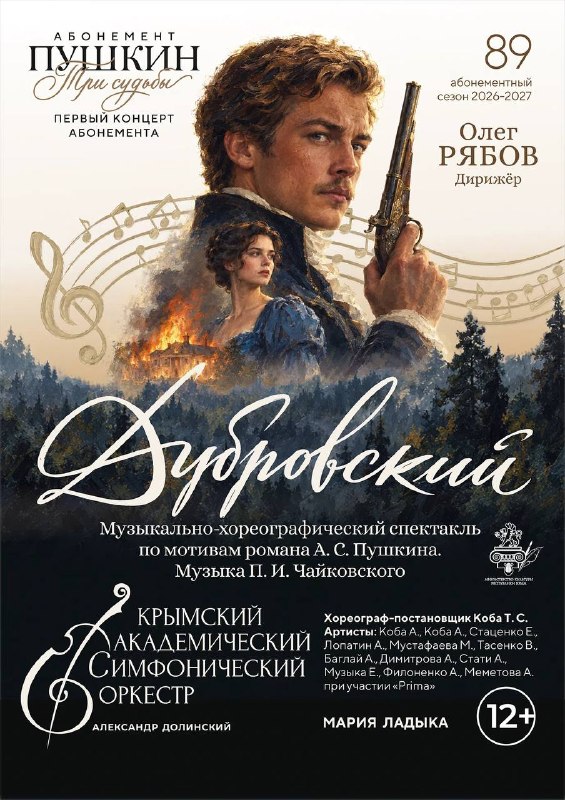 АБОНЕМЕНТ
ПУШКИН
Три судьбы
ПЕРВЫЙ КОНЦЕРТ
АБОНЕМЕНТА
89
абонементный
сезон 2026-2027
Олег
РЯБОВ
Дирижёр
Дубровский
Музыкально-хореографический спектакль
по мотивам романа А. С. Пушкина.
Музыка П. И. Чайковского
КРЫМСКИЙ
АКАДЕМИЧЕСКИЙ
СИМФОНИЧЕСКИЙ
ОРКЕСТР
АЛЕКСАНДР ДОЛИНСКИЙ
Хореограф-постановщик Коба Т. С.
Артисты: Коба А., Коба А., Стаценко Е.,
Лопатин А., Мустафаева М., Тасенко В.,
Баглай А., Димитрова А., Стати А.,
Музыка Е., Филоненко А., Меметова А.
при участии «Prima»
МАРИЯ ЛАДЫКА
12+